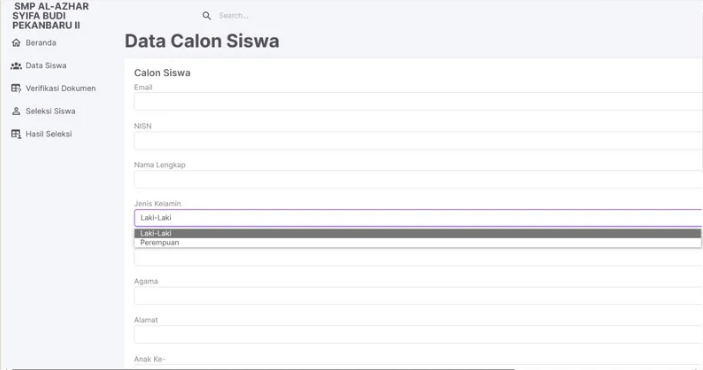 SMP AL-AZHAR
SYIFA BUDI
PEKANBARU II
Search...
Beranda
Data Siswa
Verifikasi Dokumen
Seleksi Siswa
Hasil Seleksi
Data Calon Siswa
Calon Siswa
Email
NISN
Nama Lengkap
Jenis Kelamin
Laki-Laki
Laki-Laki
Perempuan
Agama
Alamat
Anak Ke-